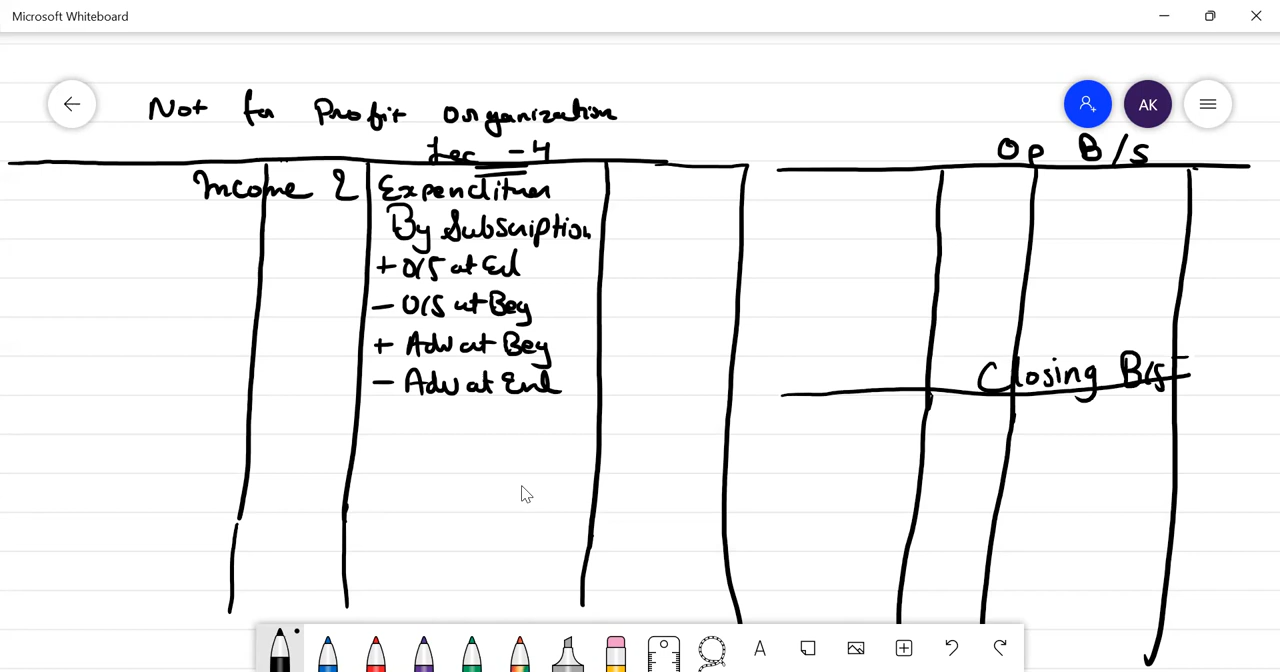 Microsoft Whiteboard
AK
Not for Profit organization
Lec - 4
Income & Expenditure
By Subscription
+ O/S at End
- O/S at Beg
+ Adv at Beg
- Adv at End
Op B/s
Closing B/s
A